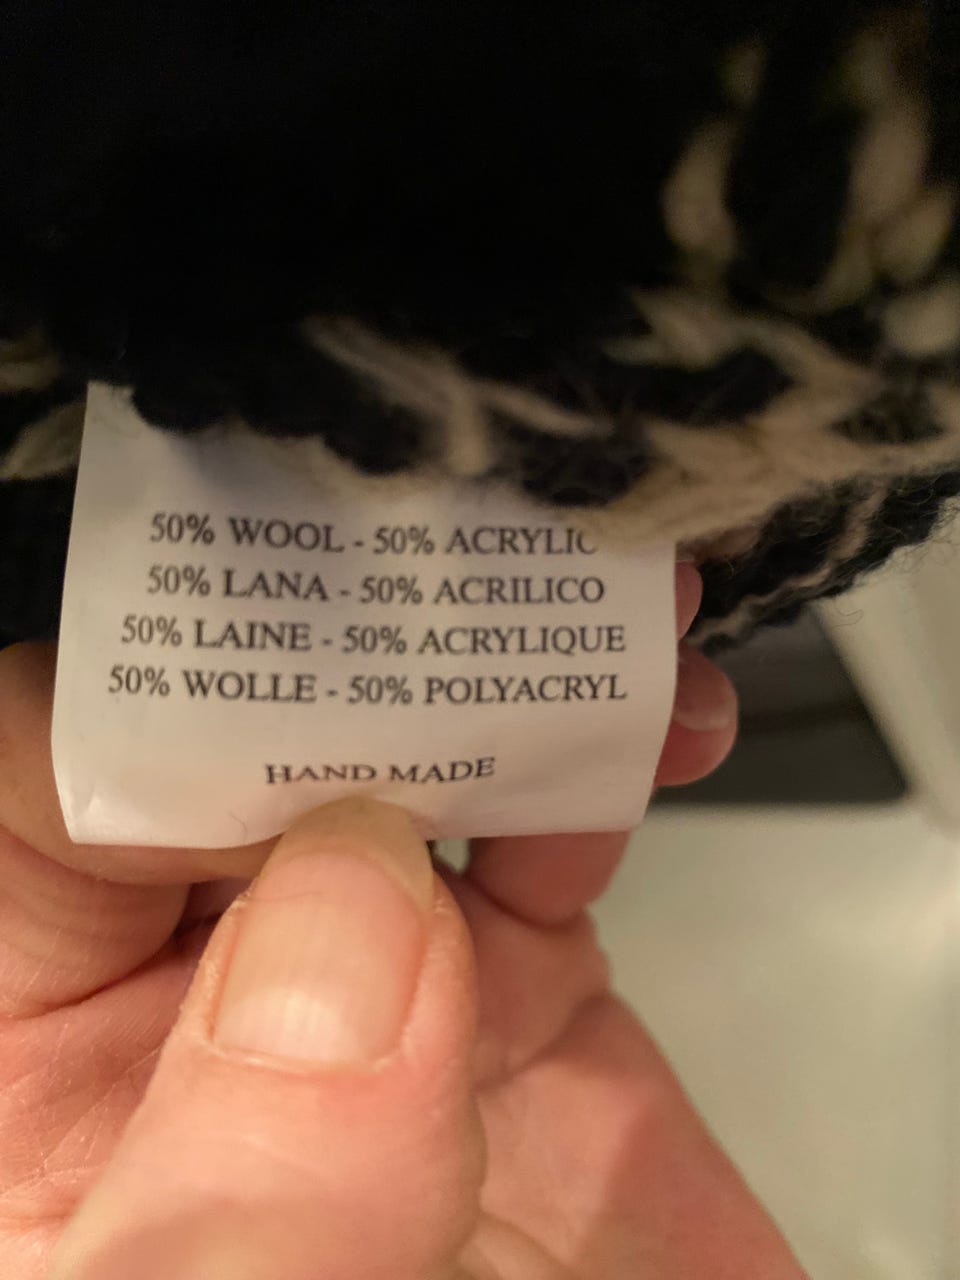 50% WOOL - 50% ACRYLIC
50% LANA - 50% ACRILICO
50% LAINE - 50% ACRYLIQUE
50% WOLLE - 50% POLYACRYL
HAND MADE